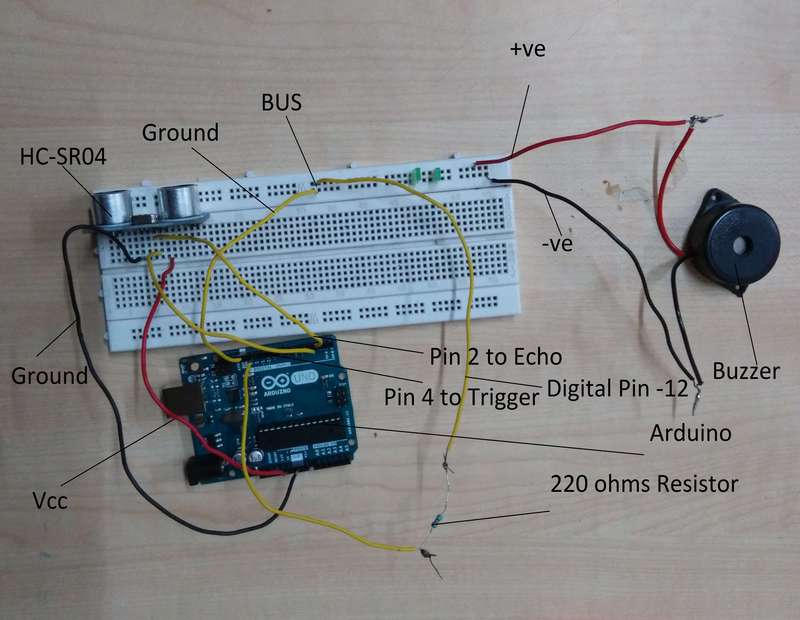 +ve
BUS
Ground
HC-SR04
-ve
Ground
Pin 2 to Echo
Buzzer
Pin 4 to Trigger
Digital Pin -12
UNO
ARDUINO
Arduino
Vcc
220 ohms Resistor